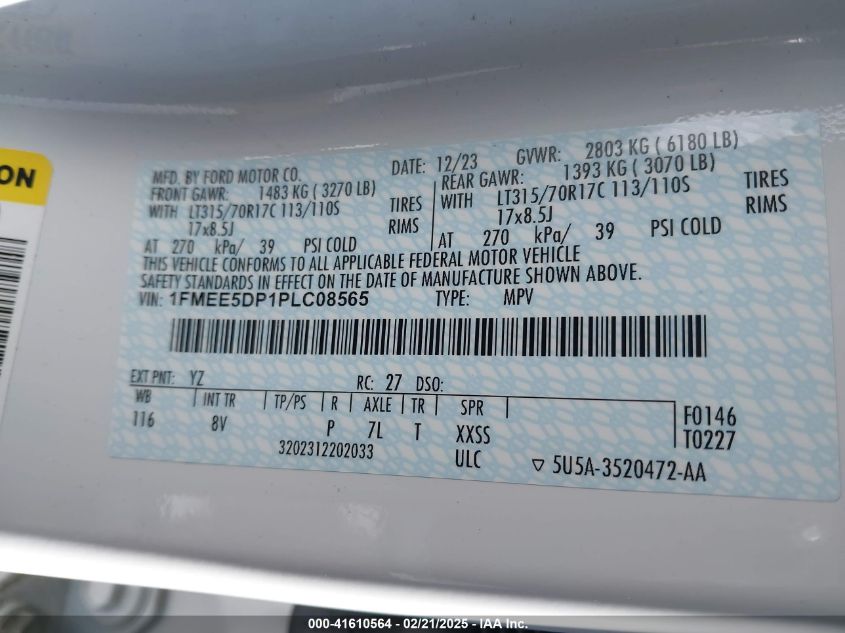 ON
MFD. BY FORD MOTOR CO. DATE: 12/23 GVWR: 2803 KG ( 6180 LB)
FRONT GAWR: 1483 KG ( 3270 LB) REAR GAWR: 1393 KG ( 3070 LB)
WITH LT315/70R17C 113/110S TIRES WITH LT315/70R17C 113/110S TIRES
17x8.5J RIMS 17x8.5J RIMS
AT 270 kPa/ 39 PSI COLD AT 270 kPa/ 39 PSI COLD
THIS VEHICLE CONFORMS TO ALL APPLICABLE FEDERAL MOTOR VEHICLE
SAFETY STANDARDS IN EFFECT ON THE DATE OF MANUFACTURE SHOWN ABOVE.
VIN: 1FMEE5DP1PLC08565 TYPE: MPV
EXT PNT: YZ RC: 27 DSO:
WB INT TR TP/PS R AXLE TR SPR F0146
116 8V P 7L T XXSS T0227
3202312202033 ULC ▽ 5U5A-3520472-AA
000-41610564 - 02/21/2025 - IAA Inc.